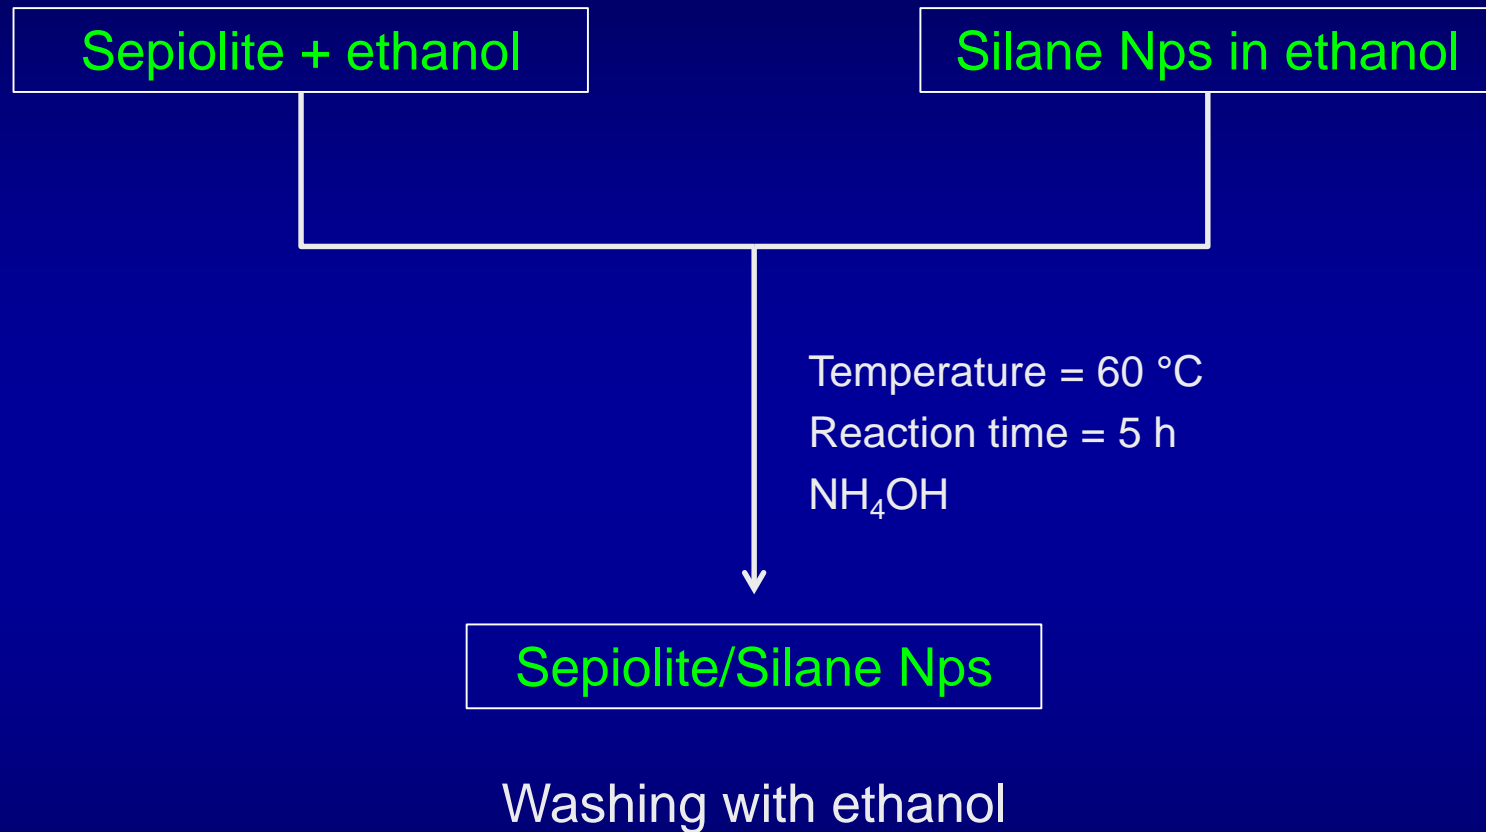 Sepiolite + ethanol
Silane Nps in ethanol
Temperature = 60 °C
Reaction time = 5 h
NH₄OH
Sepiolite/Silane Nps
Washing with ethanol